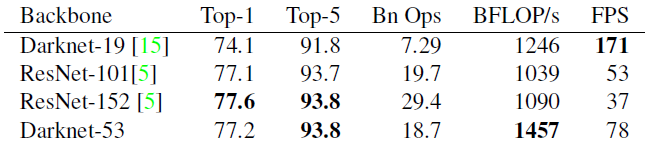 Backbone Top-1 Top-5 Bn Ops BFLOP/s FPS
Darknet-19 [15] 74.1 91.8 7.29 1246 171
ResNet-101[5] 77.1 93.7 19.7 1039 53
ResNet-152 [5] 77.6 93.8 29.4 1090 37
Darknet-53 77.2 93.8 18.7 1457 78